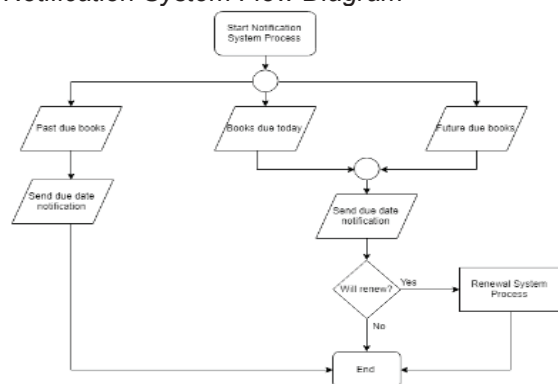 Notification System Flow Diagram
Start Notification
System Process
Past due books
Books due today
Future due books
Send due date
notification
Send due date
notification
Will renew?
Yes
Renewal System
Process
No
End